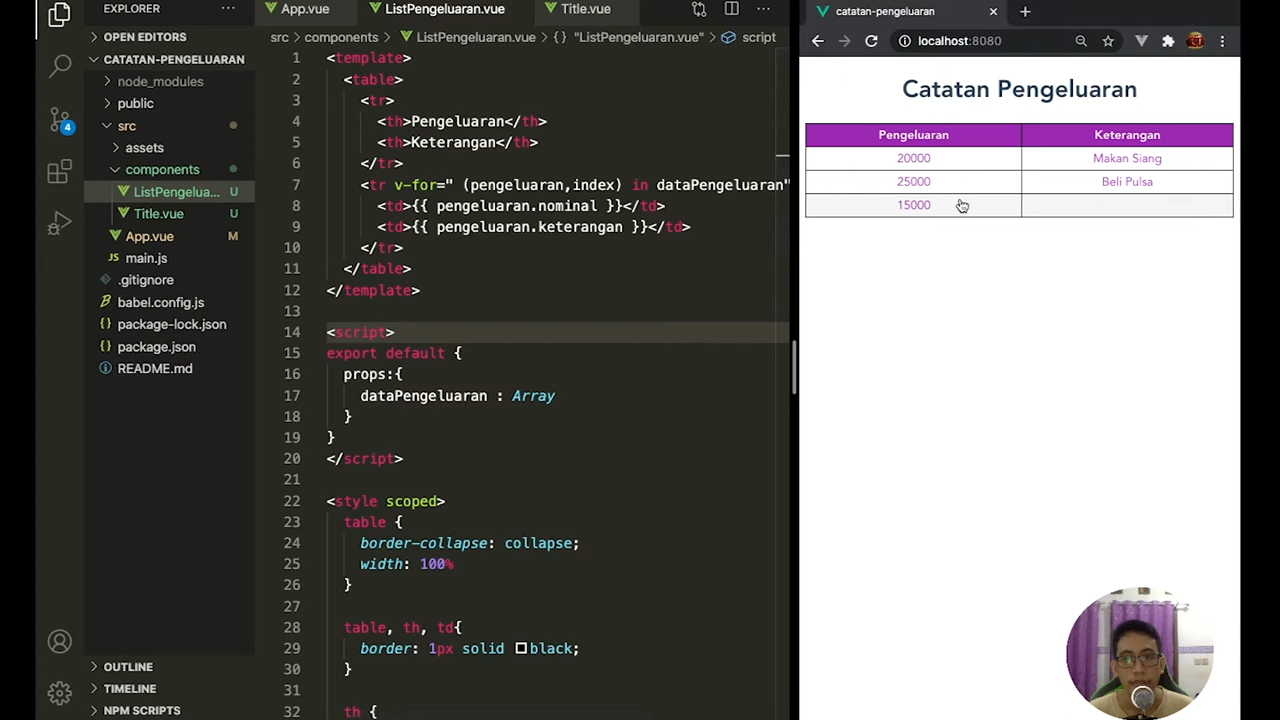 EXPLORER
OPEN EDITORS
CATATAN-PENGELUARAN
node_modules
public
src
assets
components
ListPengelua... U
Title.vue U
App.vue M
main.js
.gitignore
babel.config.js
package-lock.json
package.json
README.md
OUTLINE
TIMELINE
NPM SCRIPTS
4
App.vue ListPengeluaran.vue Title.vue
src > components > ListPengeluaran.vue > {} "ListPengeluaran.vue" > script
1 <template>
2 <table>
3 <tr>
4 <th>Pengeluaran</th>
5 <th>Keterangan</th>
6 </tr>
7 <tr v-for=" (pengeluaran,index) in dataPengeluaran"
8 <td>{{ pengeluaran.nominal }}</td>
9 <td>{{ pengeluaran.keterangan }}</td>
10 </tr>
11 </table>
12 </template>
13
14 <script>
15 export default {
16 props:{
17 dataPengeluaran : Array
18 }
19 }
20 </script>
21
22 <style scoped>
23 table {
24 border-collapse: collapse;
25 width: 100%
26 }
27
28 table, th, td{
29 border: 1px solid black;
30 }
31
32 th {
catatan-pengeluaran
localhost:8080
Catatan Pengeluaran
Pengeluaran Keterangan
20000 Makan Siang
25000 Beli Pulsa
15000